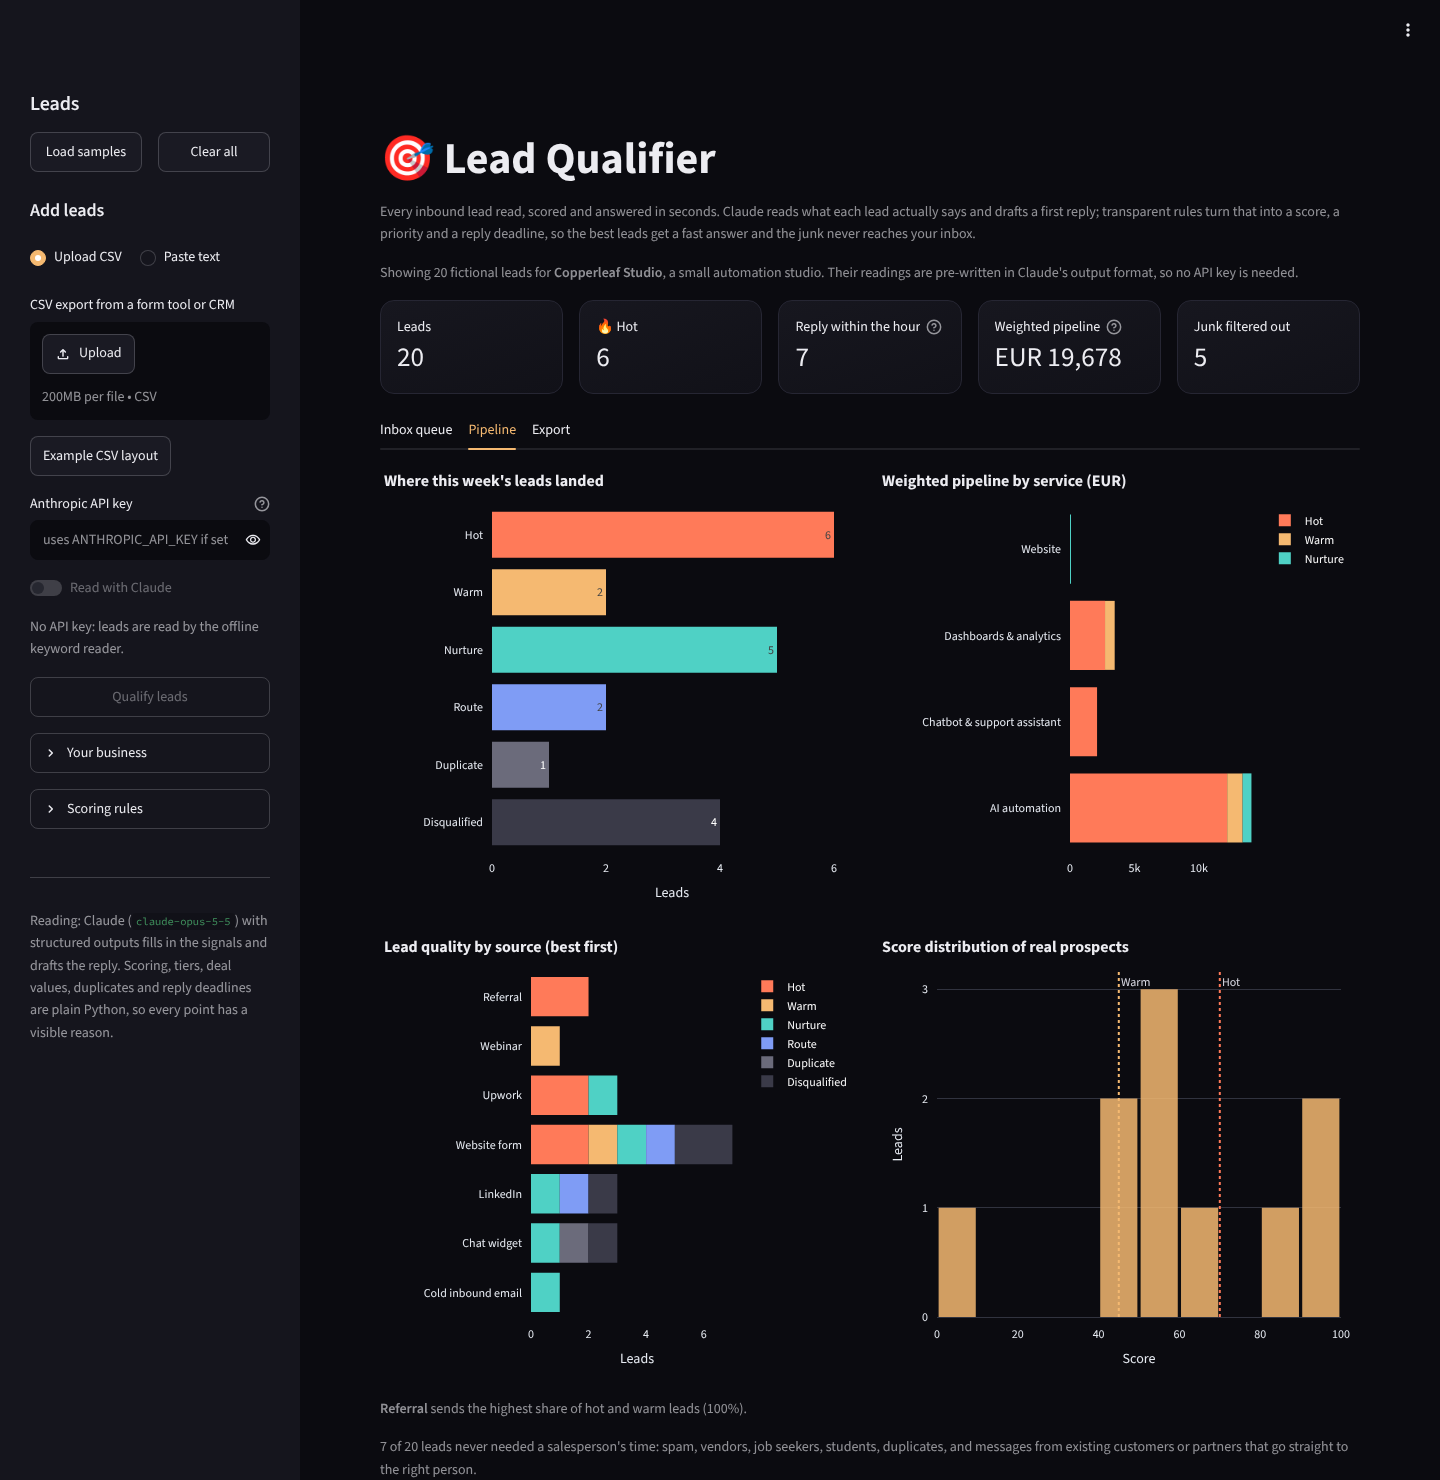 Leads
Load samples
Clear all
Add leads
Upload CSV
Paste text
CSV export from a form tool or CRM
Upload
200MB per file • CSV
Example CSV layout
Anthropic API key
uses ANTHROPIC_API_KEY if set
Read with Claude
No API key: leads are read by the offline
keyword reader.
Qualify leads
Your business
Scoring rules
Reading: Claude ( claude-opus-5-5 ) with
structured outputs fills in the signals and
drafts the reply. Scoring, tiers, deal
values, duplicates and reply deadlines
are plain Python, so every point has a
visible reason.
Lead Qualifier
Every inbound lead read, scored and answered in seconds. Claude reads what each lead actually says and drafts a first reply; transparent rules turn that into a score, a
priority and a reply deadline, so the best leads get a fast answer and the junk never reaches your inbox.
Showing 20 fictional leads for Copperleaf Studio, a small automation studio. Their readings are pre-written in Claude's output format, so no API key is needed.
Leads
20
Hot
6
Reply within the hour
7
Weighted pipeline
EUR 19,678
Junk filtered out
5
Inbox queue
Pipeline
Export
Where this week's leads landed
Hot
6
Warm
2
Nurture
5
Route
2
Duplicate
1
Disqualified
4
0 2 4 6
Leads
Weighted pipeline by service (EUR)
Website
Dashboards & analytics
Chatbot & support assistant
AI automation
0 5k 10k
Hot
Warm
Nurture
Lead quality by source (best first)
Referral
Webinar
Upwork
Website form
LinkedIn
Chat widget
Cold inbound email
0 2 4 6
Leads
Hot
Warm
Nurture
Route
Duplicate
Disqualified
Score distribution of real prospects
Warm
Hot
3
2
1
0
Leads
0 20 40 60 80 100
Score
Referral sends the highest share of hot and warm leads (100%).
7 of 20 leads never needed a salesperson's time: spam, vendors, job seekers, students, duplicates, and messages from existing customers or partners that go straight to
the right person.